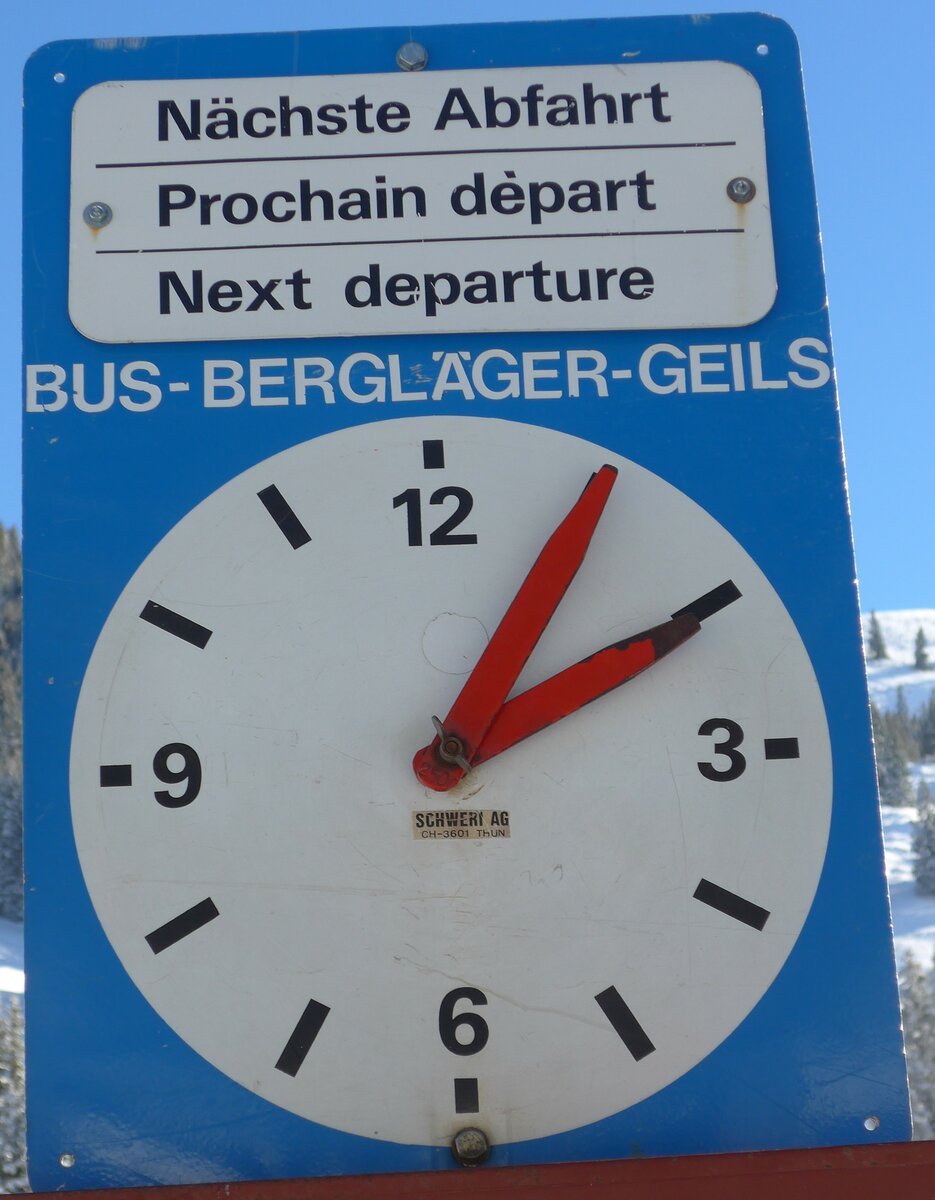 Nächste Abfahrt
Prochain dèpart
Next departure
BUS-BERGLÄGER-GEILS
12
9
3
SCHWERI AG
CH-3601 THUN
6